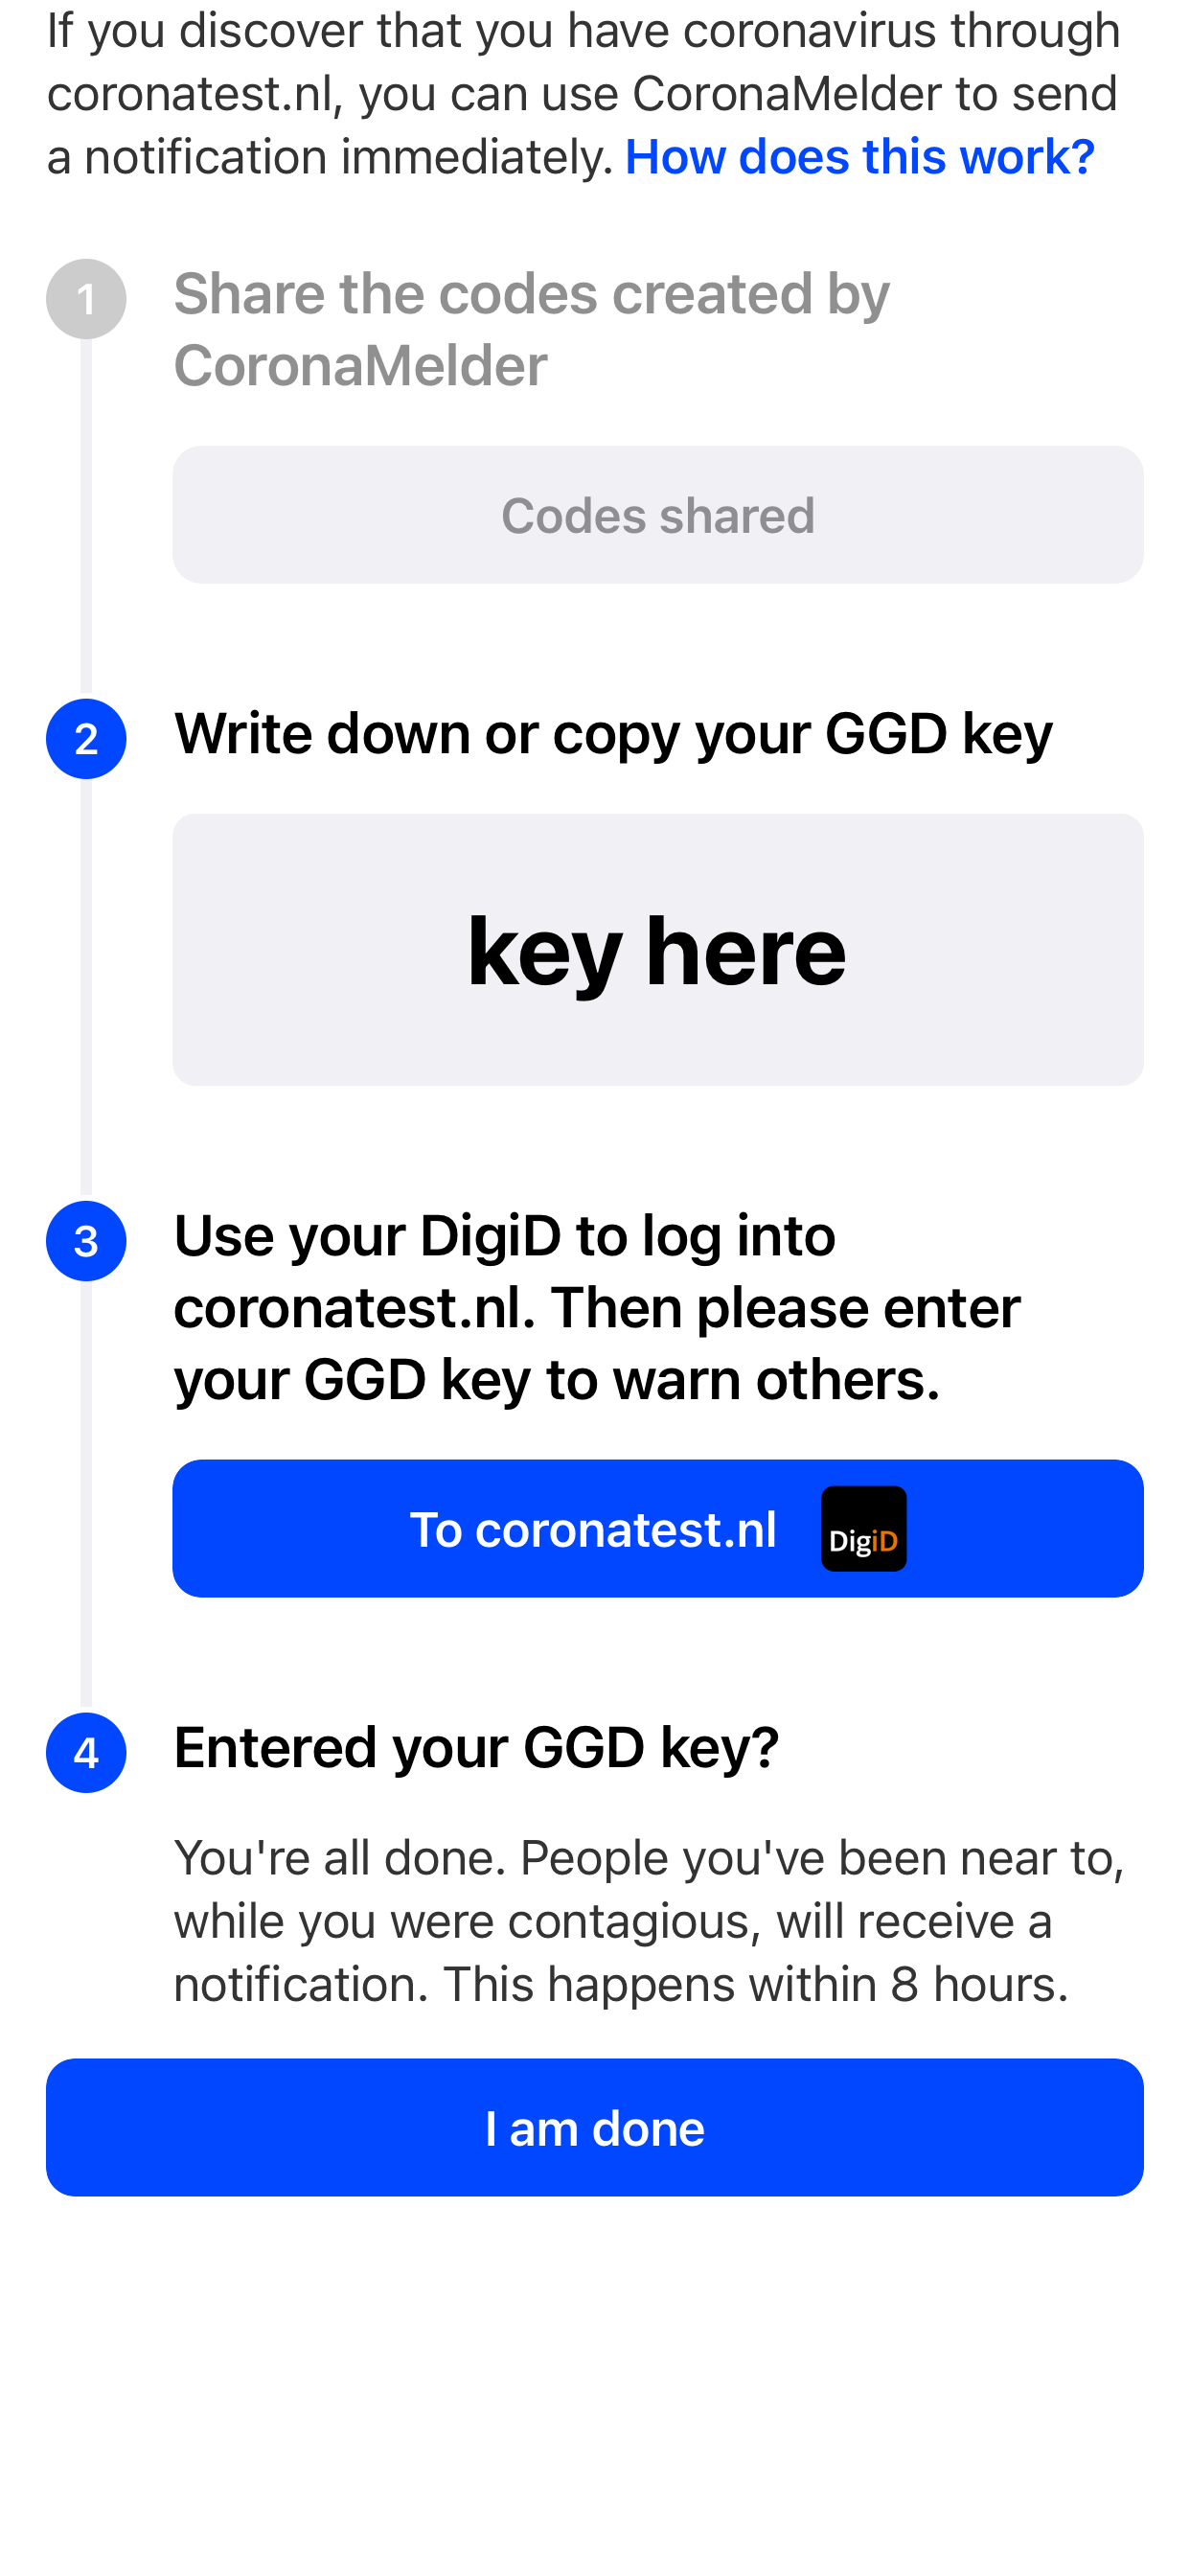 If you discover that you have coronavirus through
coronatest.nl, you can use CoronaMelder to send
a notification immediately. How does this work?
1
Share the codes created by
CoronaMelder
Codes shared
2
Write down or copy your GGD key
key here
3
Use your DigiD to log into
coronatest.nl. Then please enter
your GGD key to warn others.
To coronatest.nl
DigiD
4
Entered your GGD key?
You're all done. People you've been near to,
while you were contagious, will receive a
notification. This happens within 8 hours.
I am done